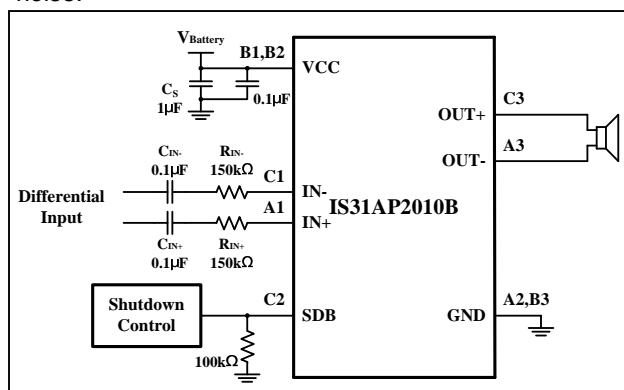 V_Battery
B1,B2
VCC
C_S
1µF
0.1µF
C3
OUT+
OUT-
A3
C_IN-
0.1µF
R_IN-
150kΩ
C1
IN-
A1
IN+
Differential
Input
C_IN+
0.1µF
R_IN+
150kΩ
IS31AP2010B
Shutdown
Control
C2
SDB
100kΩ
GND
A2,B3